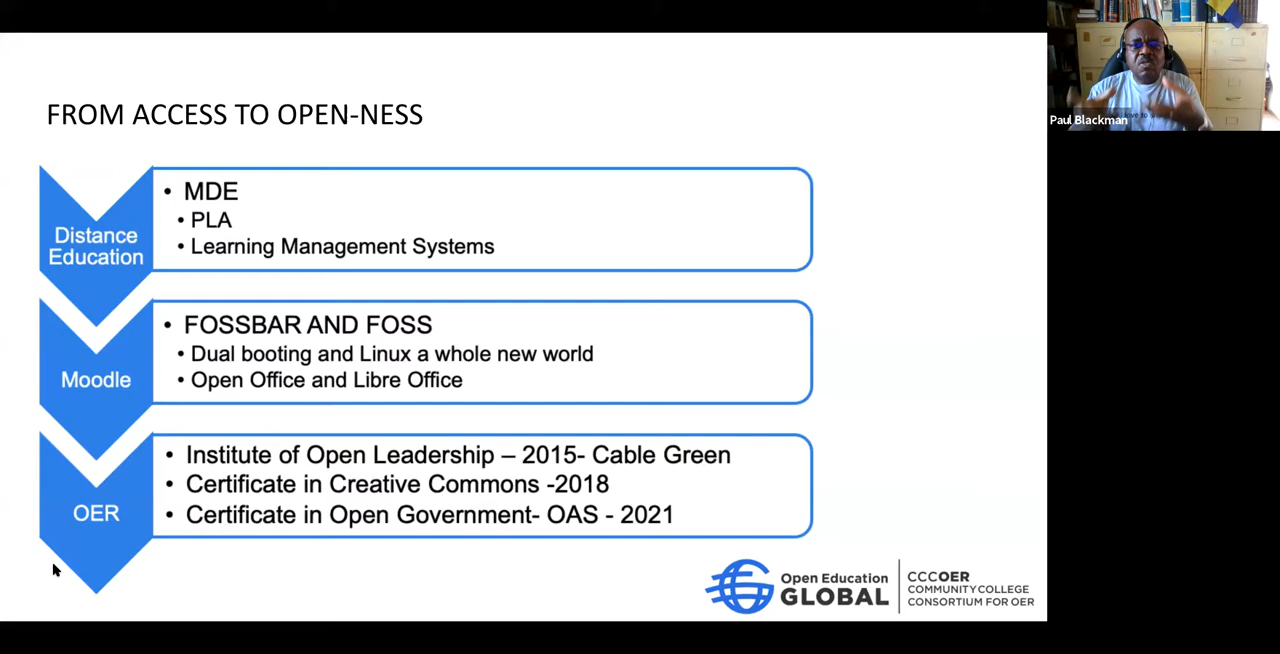 FROM ACCESS TO OPEN-NESS
Distance
Education
• MDE
• PLA
• Learning Management Systems
Moodle
• FOSSBAR AND FOSS
• Dual booting and Linux a whole new world
• Open Office and Libre Office
OER
• Institute of Open Leadership – 2015- Cable Green
• Certificate in Creative Commons -2018
• Certificate in Open Government- OAS - 2021
Open Education
GLOBAL
CCCOER
COMMUNITY COLLEGE
CONSORTIUM FOR OER
Paul Blackman